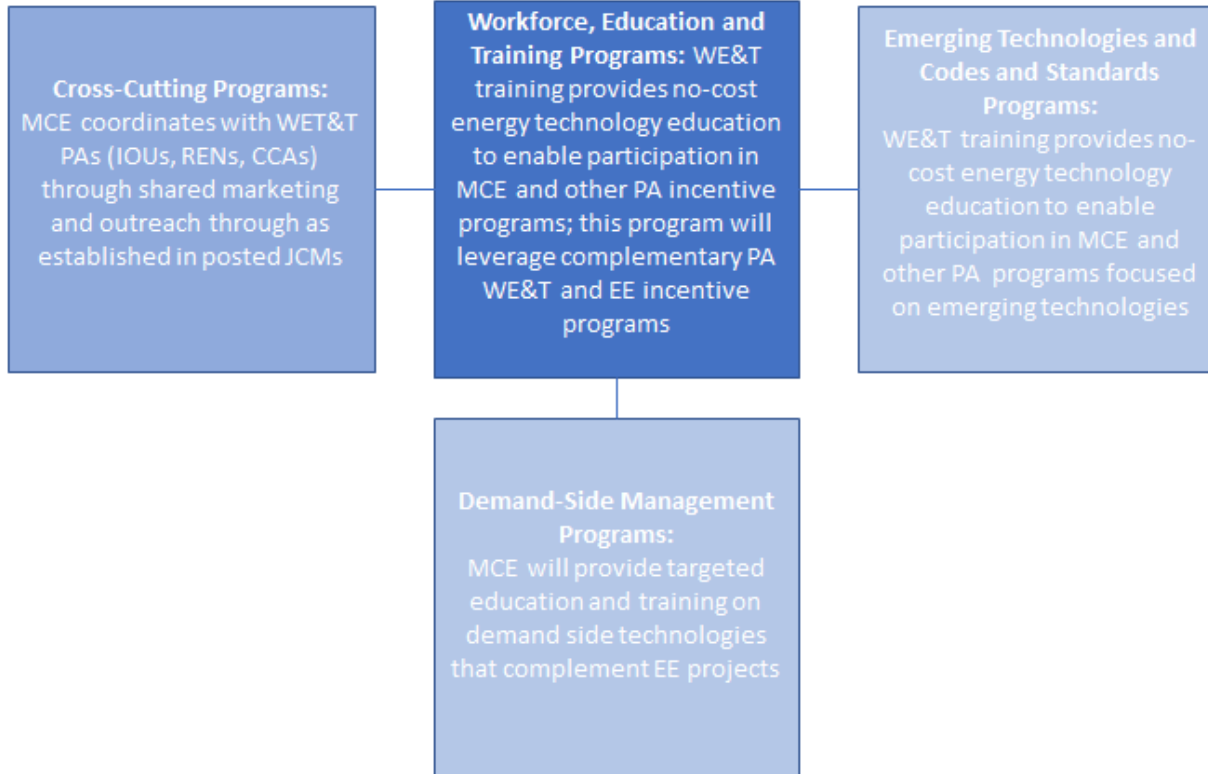 Cross-Cutting Programs:
MCE coordinates with WET&T
PAs (IOUs, RENs, CCAs)
through shared marketing
and outreach through as
established in posted JCMs
Workforce, Education and
Training Programs: WE&T
training provides no-cost
energy technology education
to enable participation in
MCE and other PA incentive
programs; this program will
leverage complementary PA
WE&T and EE incentive
programs
Emerging Technologies and
Codes and Standards
Programs:
WE&T training provides no-
cost energy technology
education to enable
participation in MCE and
other PA programs focused
on emerging technologies
Demand-Side Management
Programs:
MCE will provide targeted
education and training on
demand side technologies
that complement EE projects